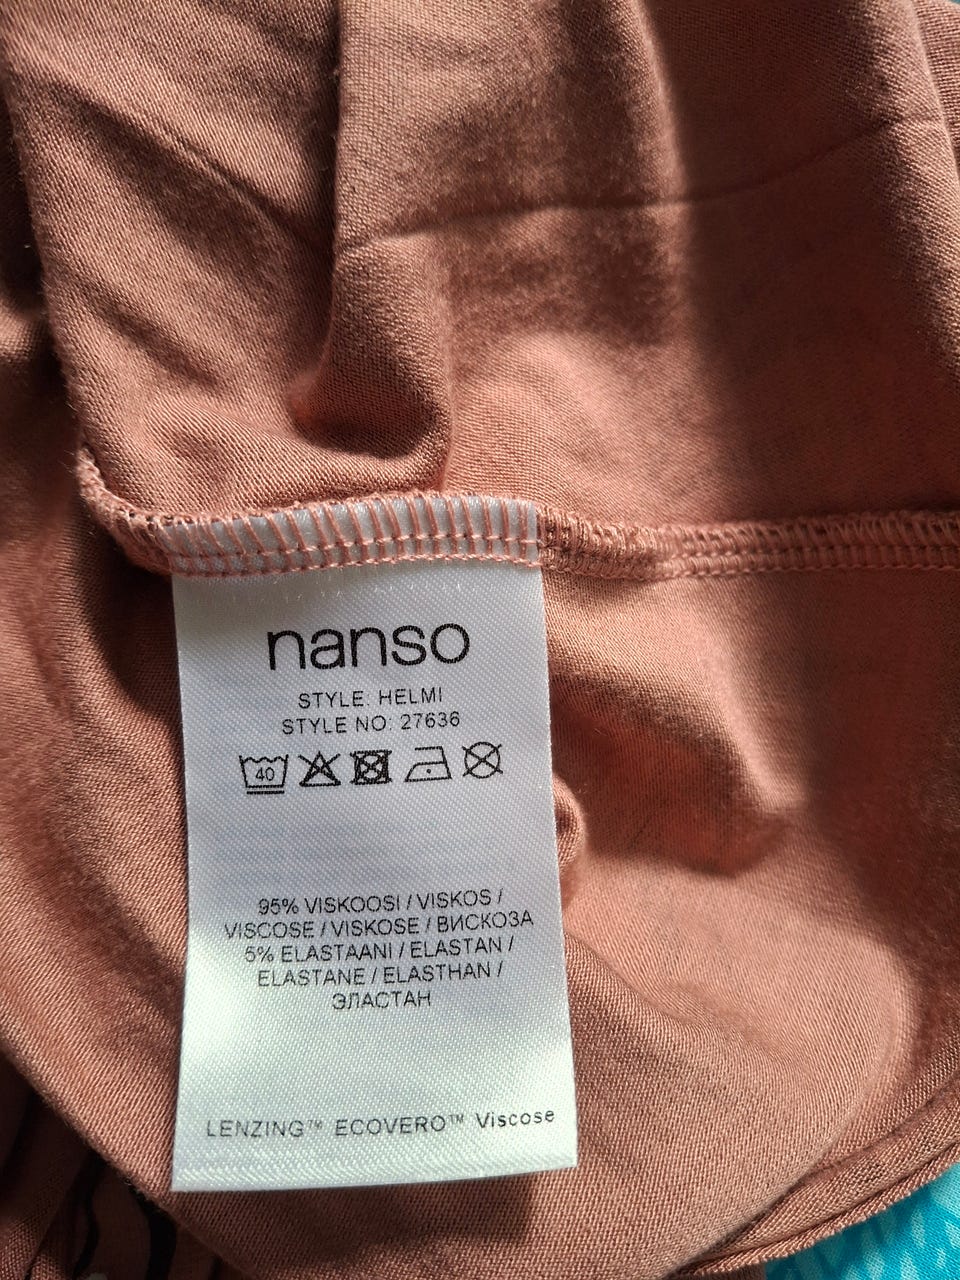 nanso
STYLE: HELMI
STYLE NO: 27636
40
95% VISKOOSI / VISKOS /
VISCOSE / VISKOSE / ВИСКОЗА
5% ELASTAANI / ELASTAN /
ELASTANE / ELASTHAN /
ЭЛАСТАН
LENZING™ ECOVERO™ Viscose